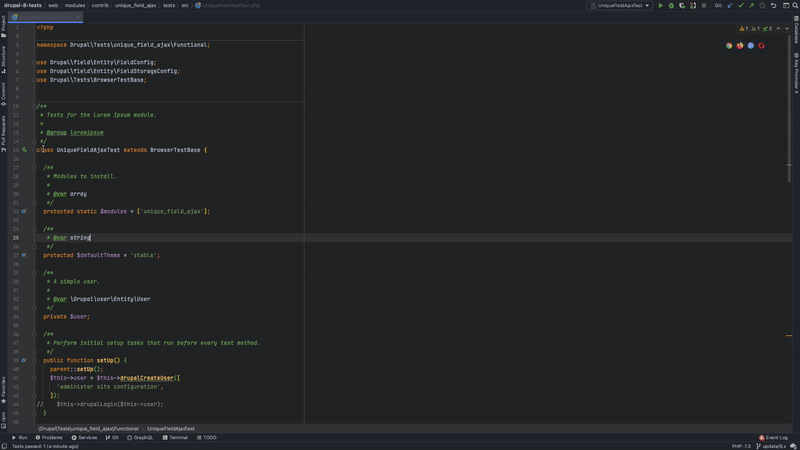 drupal-8-tests web modules contrib unique_field_ajax tests src UniqueFieldAjaxTest.php
UniqueFieldAjaxTest
Git:
1 1 2
1 <?php
3 namespace Drupal\Tests\unique_field_ajax\Functional;
5 use Drupal\field\Entity\FieldConfig;
6 use Drupal\field\Entity\FieldStorageConfig;
7 use Drupal\Tests\BrowserTestBase;
10 /**
11 * Tests for the Lorem Ipsum module.
12 *
13 * @group loremipsum
14 */
15 class UniqueFieldAjaxTest extends BrowserTestBase {
17 /**
18 * Modules to install.
19 *
20 * @var array
21 */
22 protected static $modules = ['unique_field_ajax'];
24 /**
25 * @var string
26 */
27 protected $defaultTheme = 'stable';
29 /**
30 * A simple user.
31 *
32 * @var \Drupal\user\Entity\User
33 */
34 private $user;
36 /**
37 * Perform initial setup tasks that run before every test method.
38 */
39 public function setUp() {
40 parent::setUp();
41 $this->user = $this->drupalCreateUser([
42 'administer site configuration',
43 ]);
44 // $this->drupalLogin($this->user);
45 }
Project
Structure
Commit
Pull Requests
Favorites
npm
Database
Key Promoter X
\Drupal\Tests\unique_field_ajax\Functional UniqueFieldAjaxTest
Run Problems Services Git GraphQL Terminal TODO Event Log
Tests passed: 1 (a minute ago) PHP: 7.3 update/9.x